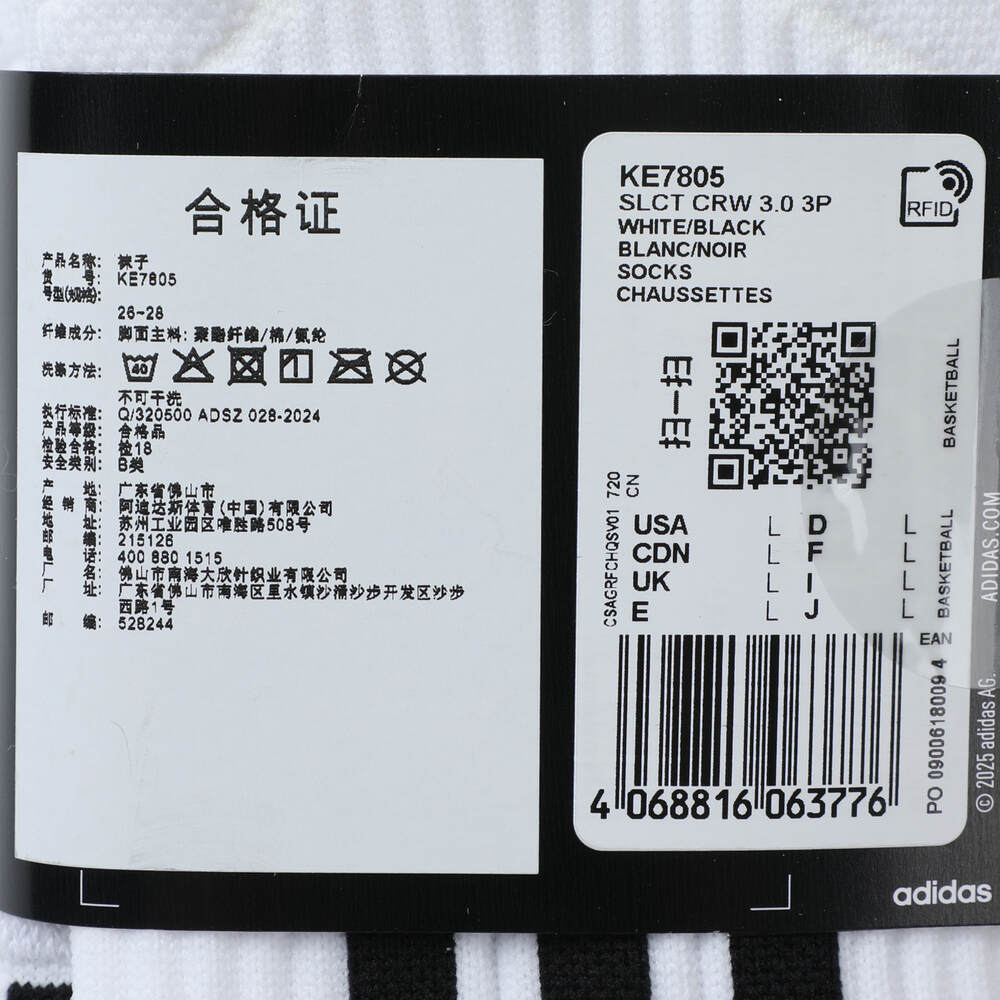 合格证
产品名称: 袜子
货 号: KE7805
号型(规格):
26-28
纤维成分: 脚面主料: 聚酯纤维/棉/氨纶
洗涤方法: 40
不可干洗
执行标准: Q/320500 ADSZ 028-2024
产品等级: 合格品
检验合格: 检18
安全类别: B类
产 地: 广东省佛山市
经 销 商: 阿迪达斯体育(中国)有限公司
地 址: 苏州工业园区唯胜路508号
邮 编: 215126
电 话: 400 880 1515
厂 名: 佛山市南海大欣针织业有限公司
厂 址: 广东省佛山市南海区里水镇沙涌沙步开发区沙步
西路1号
邮 编: 528244
KE7805
SLCT CRW 3.0 3P
WHITE/BLACK
BLANC/NOIR
SOCKS
CHAUSSETTES
RFID
扫一扫
BASKETBALL
CSAGRFCHQSV01 720
CN
USA L D L
CDN L F L
UK L I L
E L J L
BASKETBALL
EAN
PO 0900618009 4
4 068816 063776
© 2025 adidas AG. ADIDAS.COM
adidas